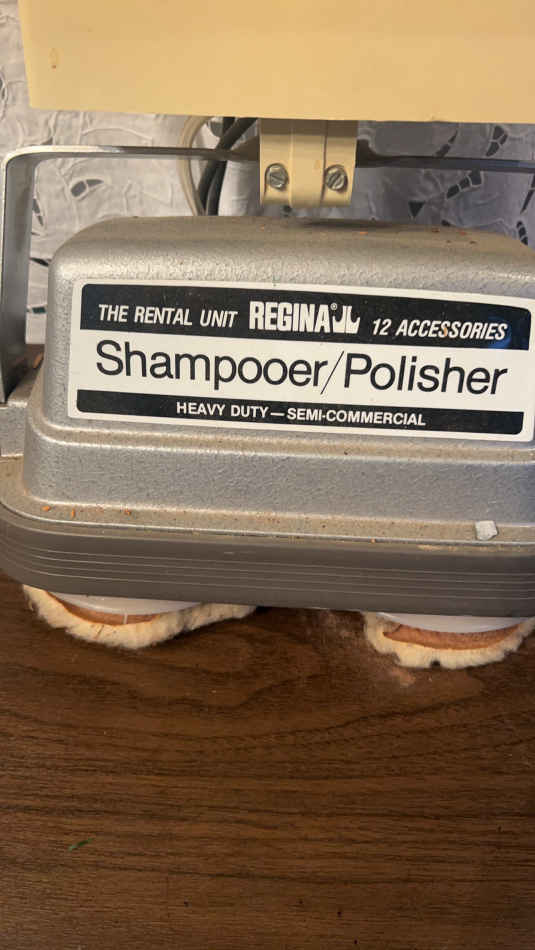 THE RENTAL UNIT REGINA® 12 ACCESSORIES
Shampooer/Polisher
HEAVY DUTY — SEMI-COMMERCIAL